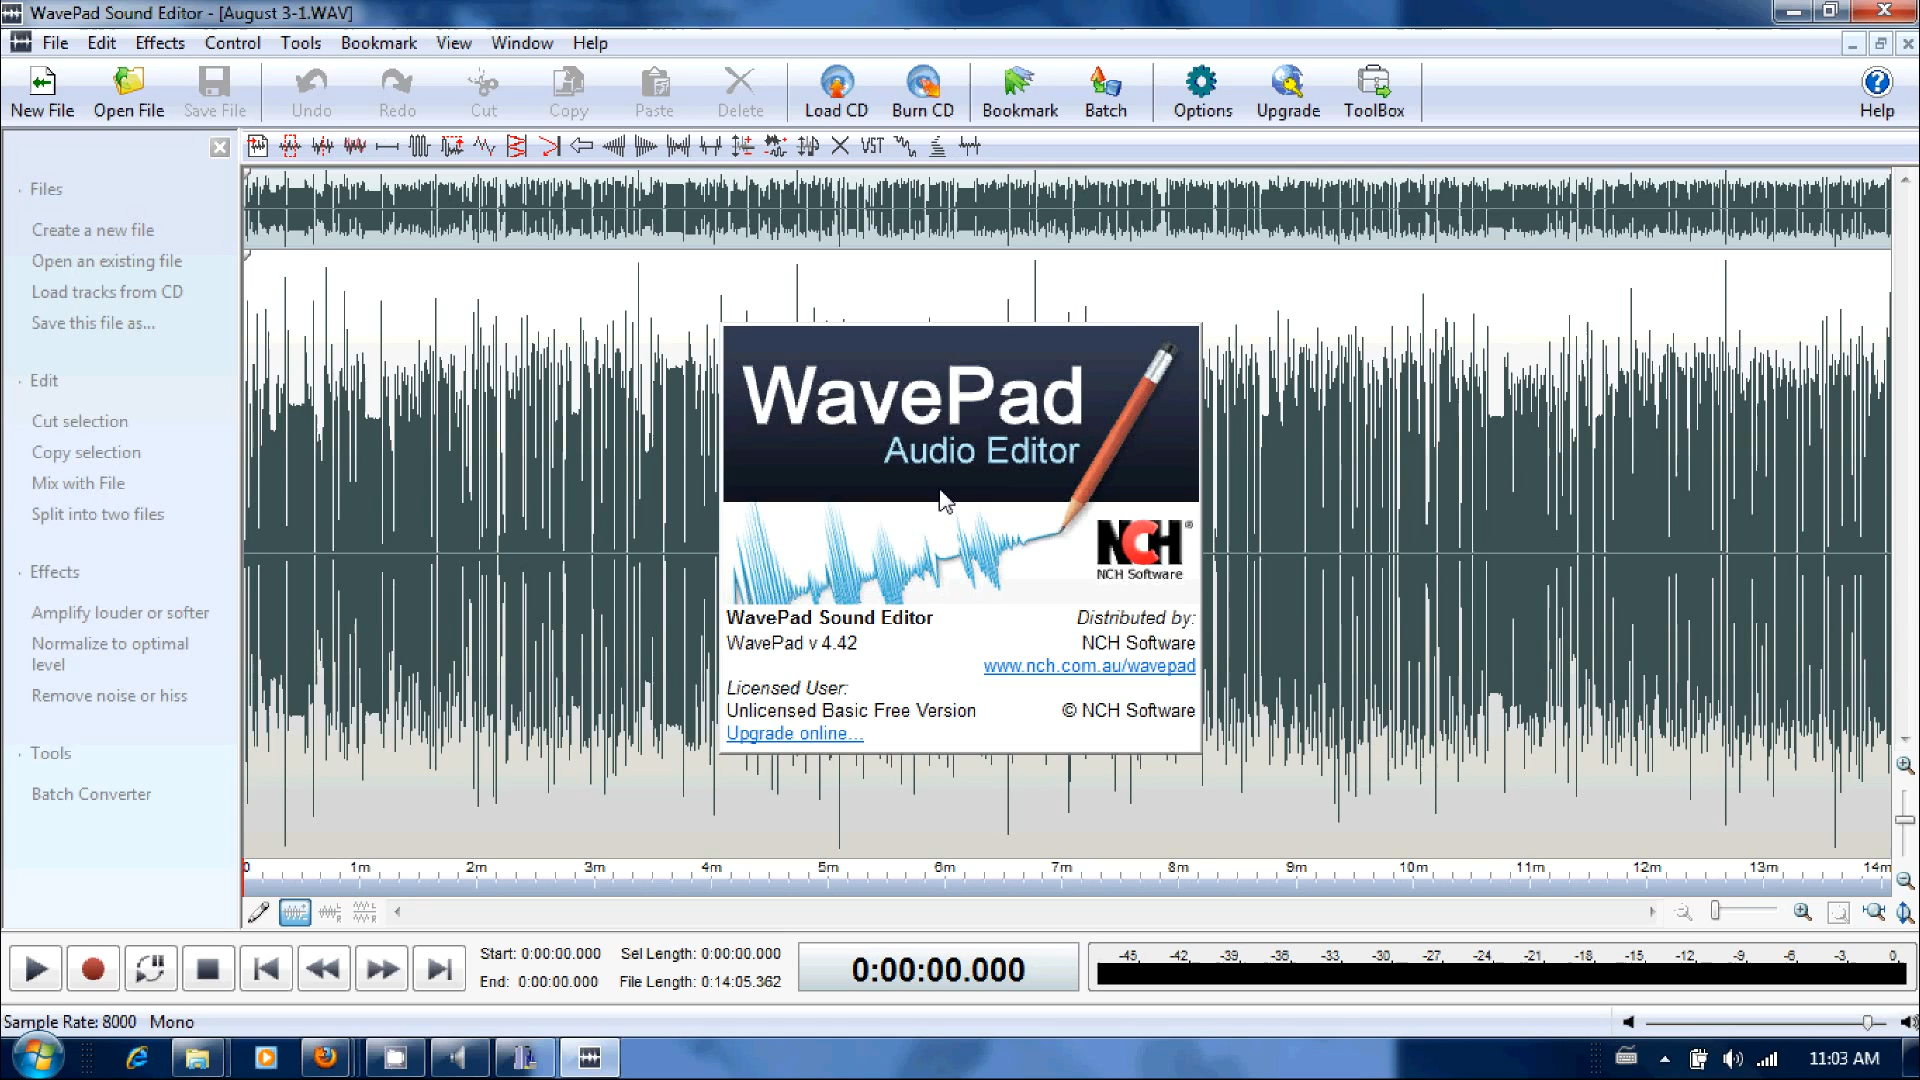 WavePad Sound Editor - [August 3-1.WAV]
File Edit Effects Control Tools Bookmark View Window Help
New File Open File Save File Undo Redo Cut Copy Paste Delete Load CD Burn CD Bookmark Batch Options Upgrade ToolBox Help
VST
Files
Create a new file
Open an existing file
Load tracks from CD
Save this file as...
Edit
Cut selection
Copy selection
Mix with File
Split into two files
Effects
Amplify louder or softer
Normalize to optimal
level
Remove noise or hiss
Tools
Batch Converter
WavePad
Audio Editor
NCH®
NCH Software
WavePad Sound Editor Distributed by:
WavePad v 4.42 NCH Software
www.nch.com.au/wavepad
Licensed User:
Unlicensed Basic Free Version © NCH Software
Upgrade online...
0 1m 2m 3m 4m 5m 6m 7m 8m 9m 10m 11m 12m 13m 14m
Start: 0:00:00.000 Sel Length: 0:00:00.000
End: 0:00:00.000 File Length: 0:14:05.362
0:00:00.000
-45 -42 -39 -36 -33 -30 -27 -24 -21 -18 -15 -12 -9 -6 -3 0
Sample Rate: 8000 Mono
11:03 AM